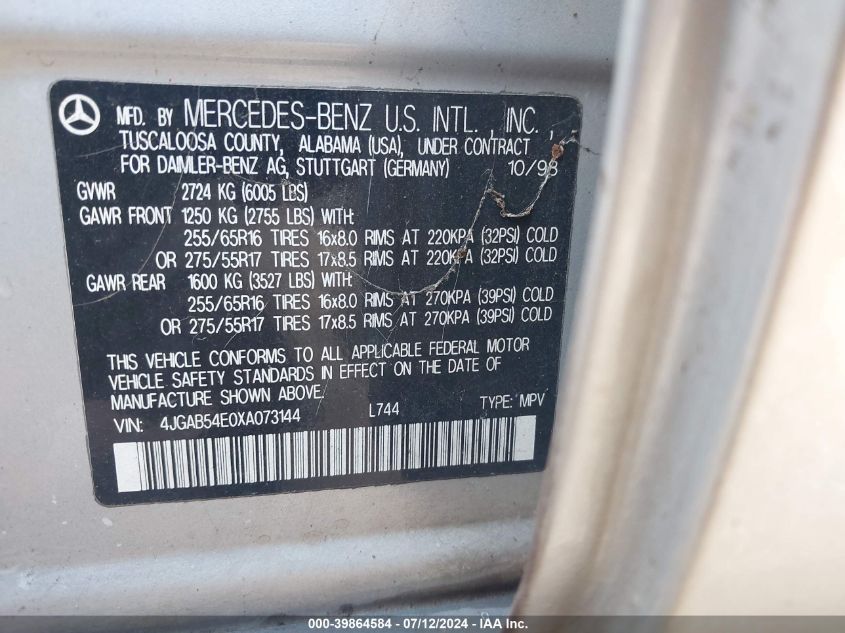 MFD. BY MERCEDES-BENZ U.S. INTL., INC.,
TUSCALOOSA COUNTY, ALABAMA (USA), UNDER CONTRACT
FOR DAIMLER-BENZ AG, STUTTGART (GERMANY) 10/98
GVWR 2724 KG (6005 LBS)
GAWR FRONT 1250 KG (2755 LBS) WITH:
255/65R16 TIRES 16x8.0 RIMS AT 220KPA (32PSI) COLD
OR 275/55R17 TIRES 17x8.5 RIMS AT 220KPA (32PSI) COLD
GAWR REAR 1600 KG (3527 LBS) WITH:
255/65R16 TIRES 16x8.0 RIMS AT 270KPA (39PSI) COLD
OR 275/55R17 TIRES 17x8.5 RIMS AT 270KPA (39PSI) COLD
THIS VEHICLE CONFORMS TO ALL APPLICABLE FEDERAL MOTOR
VEHICLE SAFETY STANDARDS IN EFFECT ON THE DATE OF
MANUFACTURE SHOWN ABOVE.
VIN: 4JGAB54E0XA073144 L744 TYPE: MPV
000-39864584 - 07/12/2024 - IAA Inc.